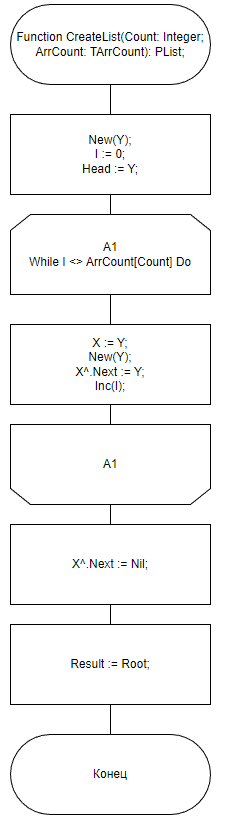 Function CreateList(Count: Integer;
ArrCount: TArrCount): PList;
New(Y);
I := 0;
Head := Y;
A1
While I <> ArrCount[Count] Do
X := Y;
New(Y);
X^.Next := Y;
Inc(I);
A1
X^.Next := Nil;
Result := Root;
Конец